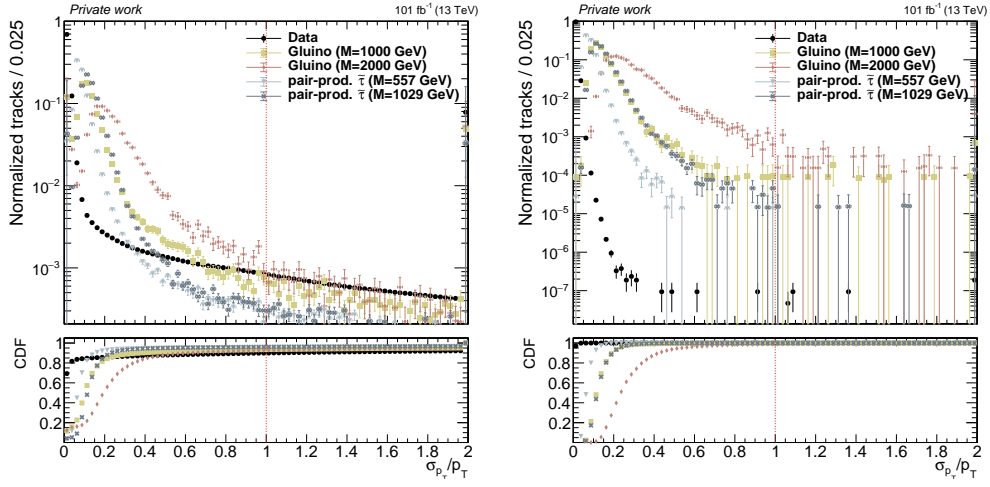 Private work
101 fb⁻¹ (13 TeV)
Normalized tracks / 0.025
Data
Gluino (M=1000 GeV)
Gluino (M=2000 GeV)
pair-prod. τ̃ (M=557 GeV)
pair-prod. τ̃ (M=1029 GeV)
1
10⁻¹
10⁻²
10⁻³
CDF
1
0.8
0.6
0.4
0.2
0 0.2 0.4 0.6 0.8 1 1.2 1.4 1.6 1.8 2
σ_{p_T}/p_T
Private work
101 fb⁻¹ (13 TeV)
Normalized tracks / 0.025
Data
Gluino (M=1000 GeV)
Gluino (M=2000 GeV)
pair-prod. τ̃ (M=557 GeV)
pair-prod. τ̃ (M=1029 GeV)
1
10⁻¹
10⁻²
10⁻³
10⁻⁴
10⁻⁵
10⁻⁶
10⁻⁷
CDF
1
0.8
0.6
0.4
0.2
0 0.2 0.4 0.6 0.8 1 1.2 1.4 1.6 1.8 2
σ_{p_T}/p_T